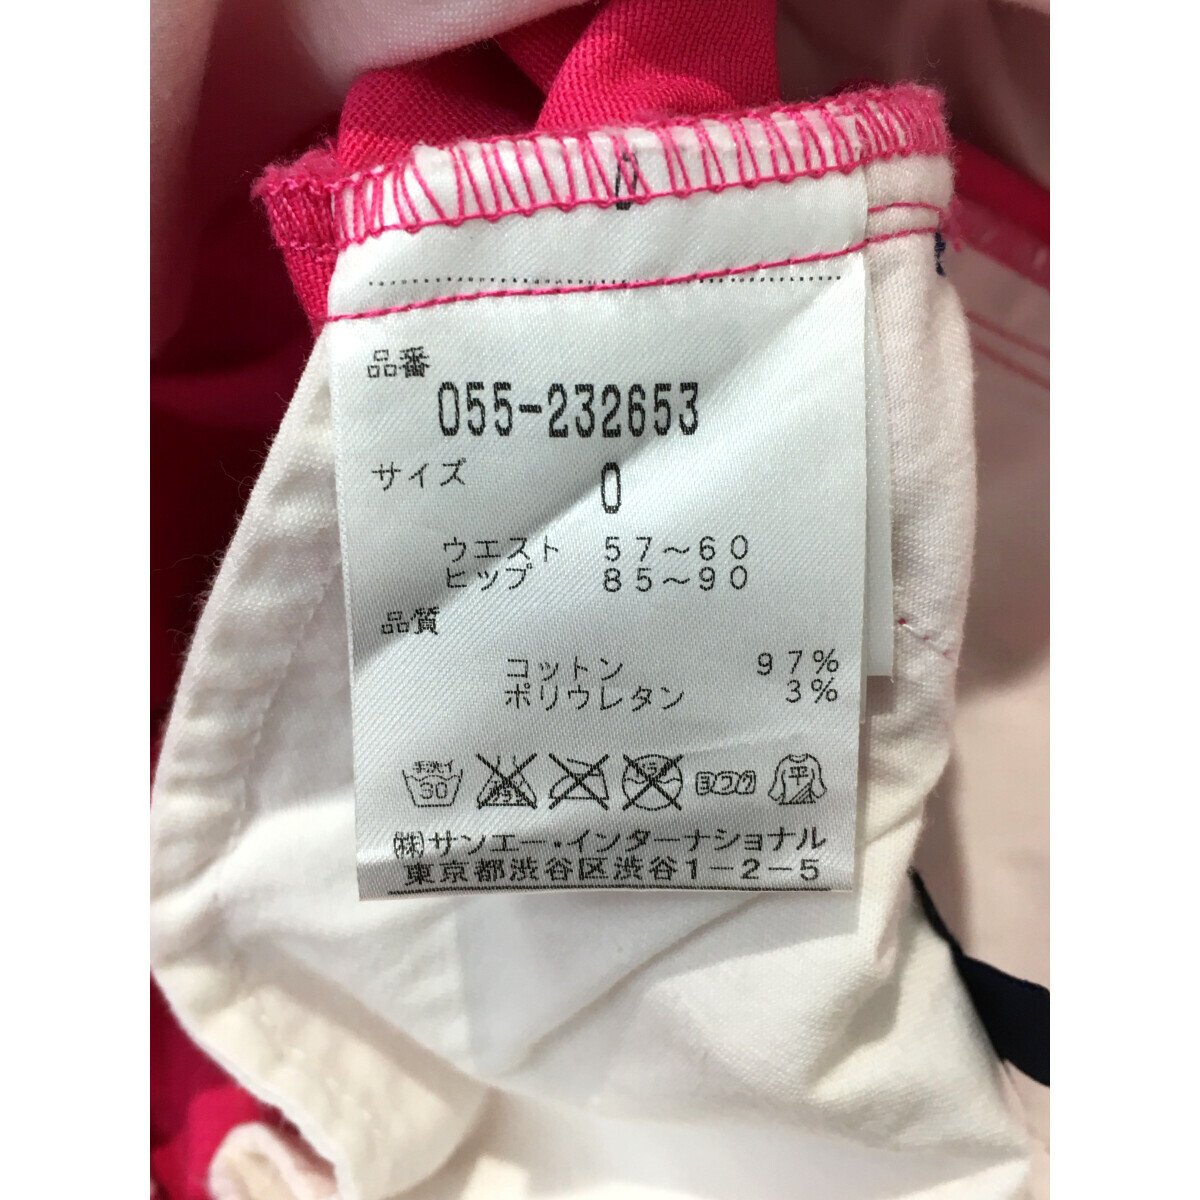 品番
055-232653
サイズ 0
ウエスト 57～60
ヒップ 85～90
品質
コットン 97%
ポリウレタン 3%
手洗イ 30 ヨワク 平
㈱サンエー・インターナショナル
東京都渋谷区渋谷1-2-5